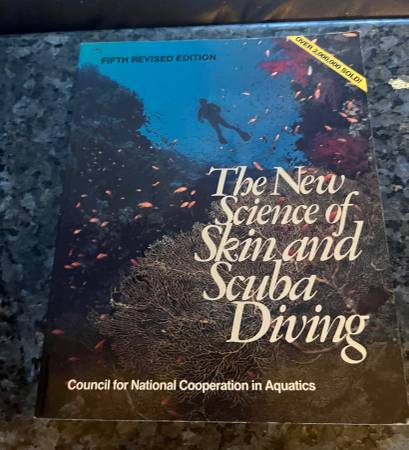 FIFTH REVISED EDITION
OVER 2,000,000 SOLD!
The New
Science of
Skin and
Scuba
Diving
Council for National Cooperation in Aquatics